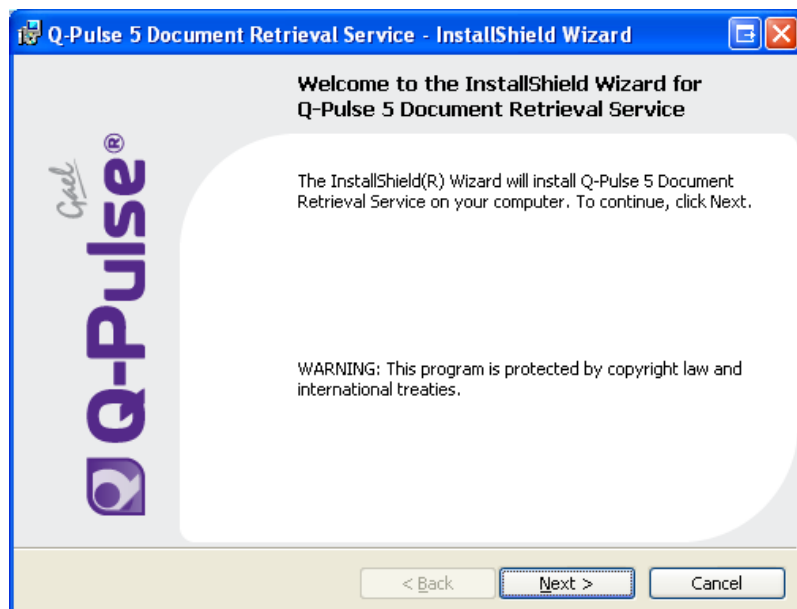 Q-Pulse 5 Document Retrieval Service - InstallShield Wizard
Welcome to the InstallShield Wizard for
Q-Pulse 5 Document Retrieval Service
Gael
Q-Pulse®
The InstallShield(R) Wizard will install Q-Pulse 5 Document
Retrieval Service on your computer. To continue, click Next.
WARNING: This program is protected by copyright law and
international treaties.
< Back
Next >
Cancel